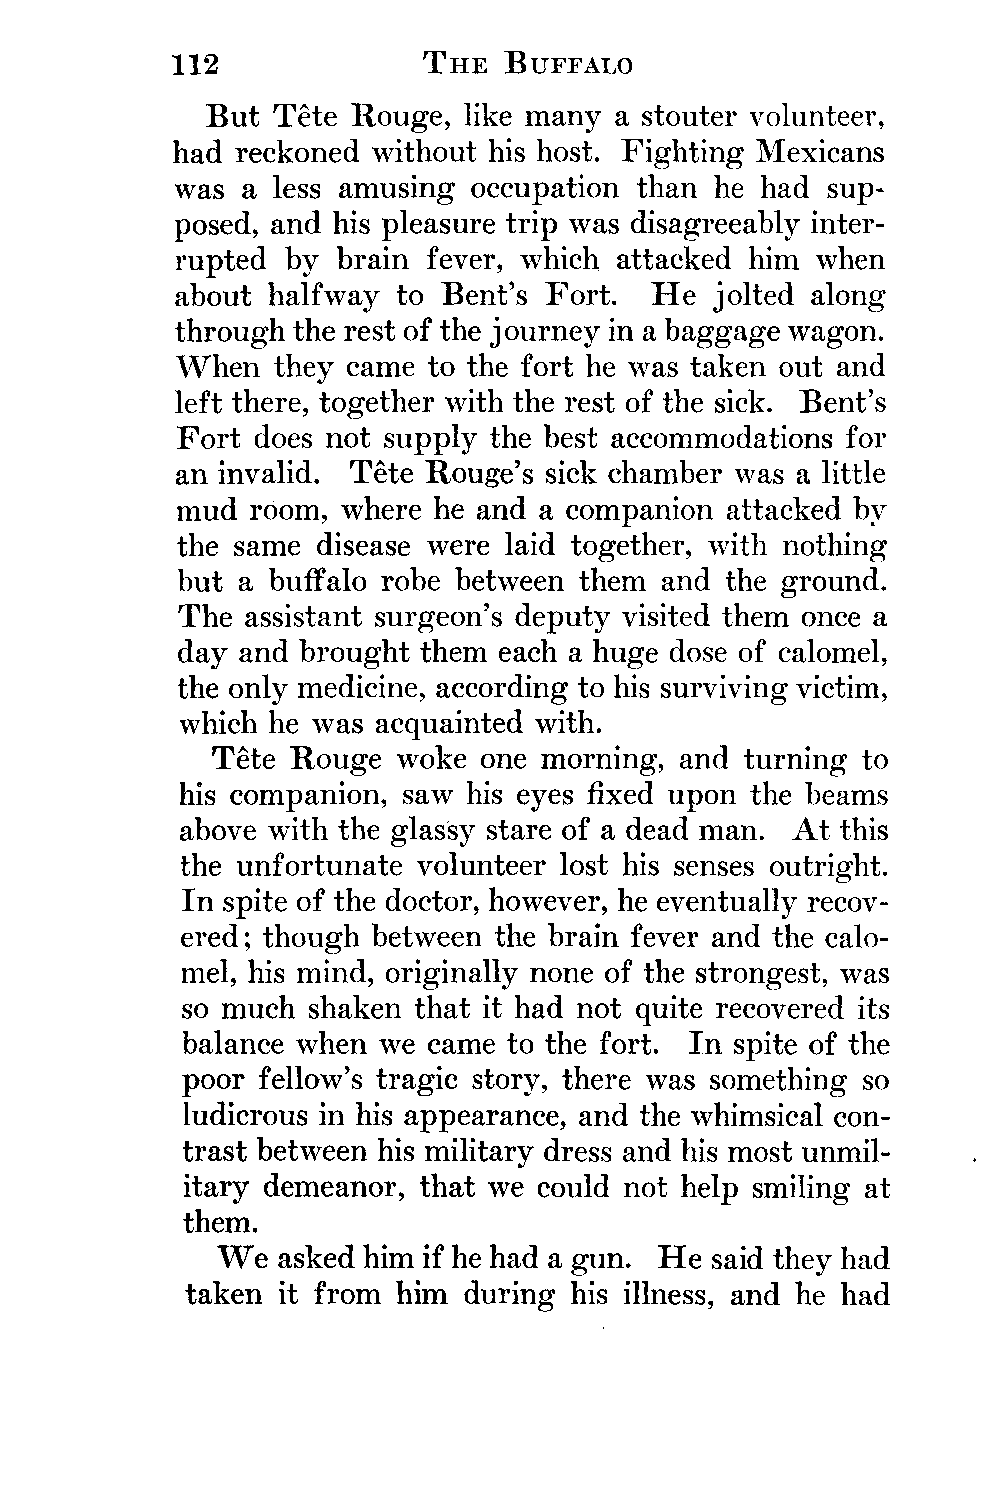 112 THE BUFFALO
But Tête Rouge, like many a stouter volunteer,
had reckoned without his host. Fighting Mexicans
was a less amusing occupation than he had sup-
posed, and his pleasure trip was disagreeably inter-
rupted by brain fever, which attacked him when
about halfway to Bent's Fort. He jolted along
through the rest of the journey in a baggage wagon.
When they came to the fort he was taken out and
left there, together with the rest of the sick. Bent's
Fort does not supply the best accommodations for
an invalid. Tête Rouge's sick chamber was a little
mud room, where he and a companion attacked by
the same disease were laid together, with nothing
but a buffalo robe between them and the ground.
The assistant surgeon's deputy visited them once a
day and brought them each a huge dose of calomel,
the only medicine, according to his surviving victim,
which he was acquainted with.
Tête Rouge woke one morning, and turning to
his companion, saw his eyes fixed upon the beams
above with the glassy stare of a dead man. At this
the unfortunate volunteer lost his senses outright.
In spite of the doctor, however, he eventually recov-
ered; though between the brain fever and the calo-
mel, his mind, originally none of the strongest, was
so much shaken that it had not quite recovered its
balance when we came to the fort. In spite of the
poor fellow's tragic story, there was something so
ludicrous in his appearance, and the whimsical con-
trast between his military dress and his most unmil-
itary demeanor, that we could not help smiling at
them.
We asked him if he had a gun. He said they had
taken it from him during his illness, and he had